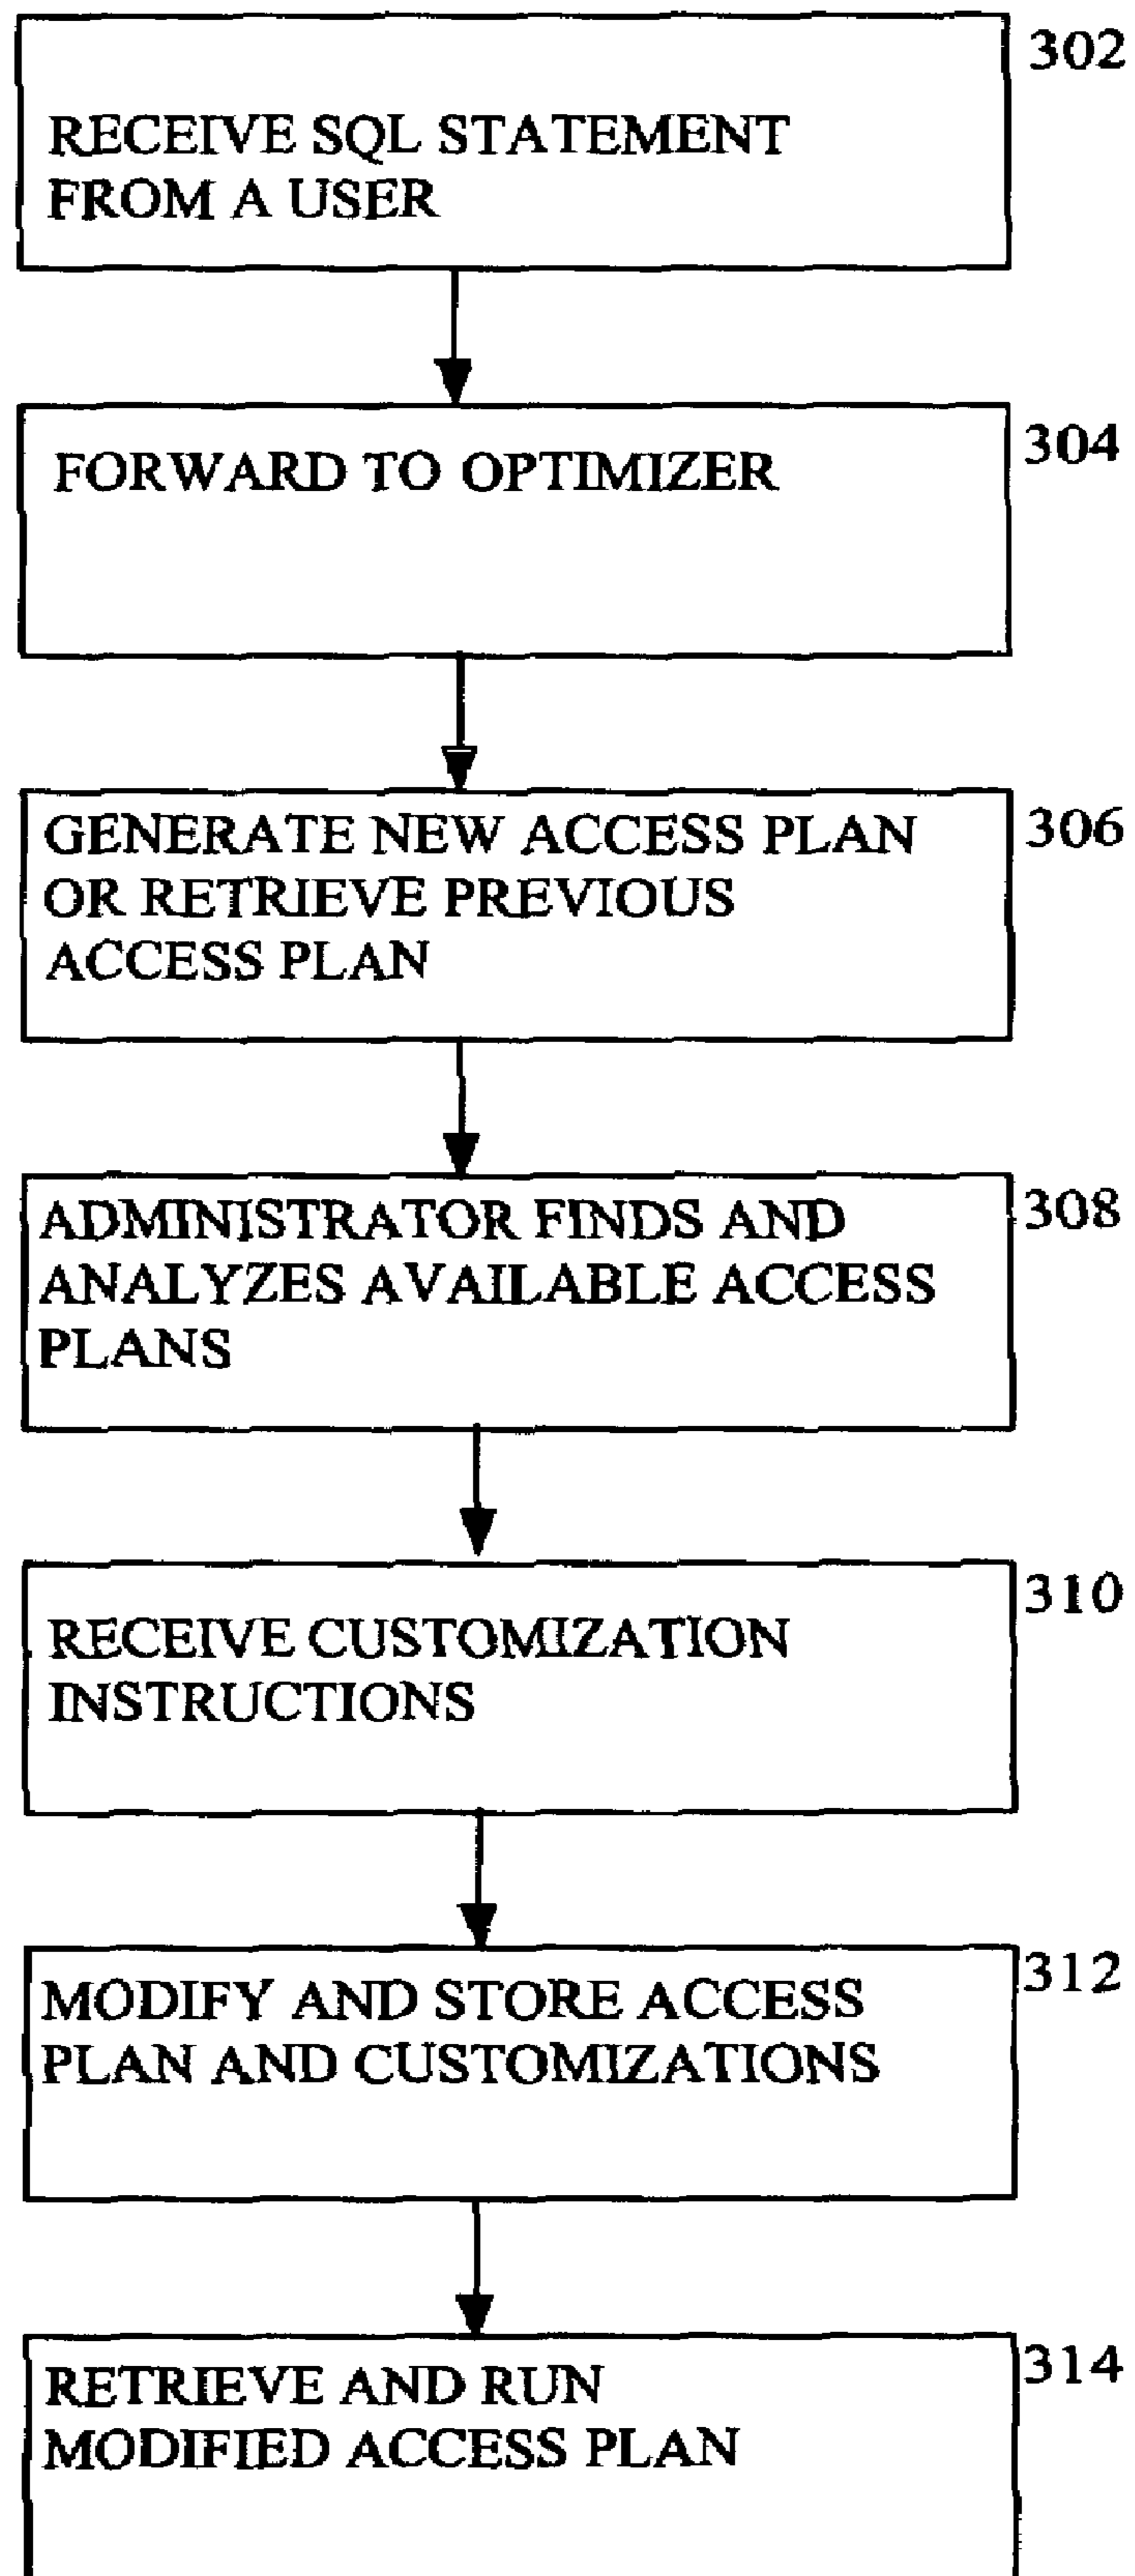 302
RECEIVE SQL STATEMENT
FROM A USER
304
FORWARD TO OPTIMIZER
306
GENERATE NEW ACCESS PLAN
OR RETRIEVE PREVIOUS
ACCESS PLAN
308
ADMINISTRATOR FINDS AND
ANALYZES AVAILABLE ACCESS
PLANS
310
RECEIVE CUSTOMIZATION
INSTRUCTIONS
312
MODIFY AND STORE ACCESS
PLAN AND CUSTOMIZATIONS
314
RETRIEVE AND RUN
MODIFIED ACCESS PLAN